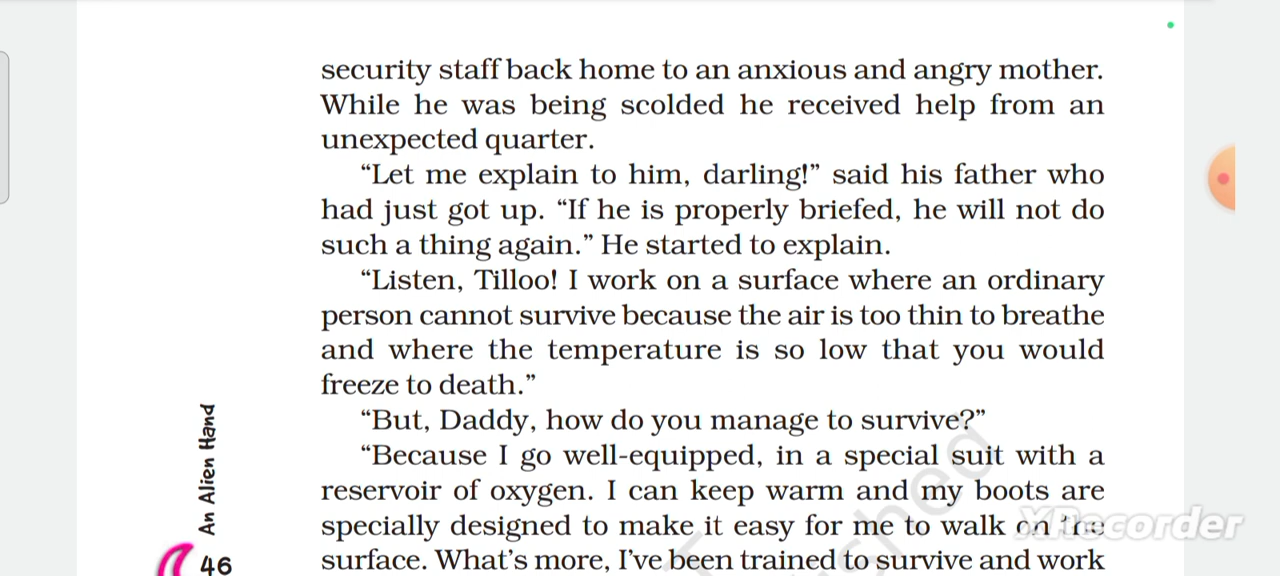 security staff back home to an anxious and angry mother.
While he was being scolded he received help from an
unexpected quarter.
“Let me explain to him, darling!” said his father who
had just got up. “If he is properly briefed, he will not do
such a thing again.” He started to explain.
“Listen, Tilloo! I work on a surface where an ordinary
person cannot survive because the air is too thin to breathe
and where the temperature is so low that you would
freeze to death.”
“But, Daddy, how do you manage to survive?”
“Because I go well-equipped, in a special suit with a
reservoir of oxygen. I can keep warm and my boots are
specially designed to make it easy for me to walk on the
surface. What’s more, I’ve been trained to survive and work
An Alien Hand
46
XRecorder